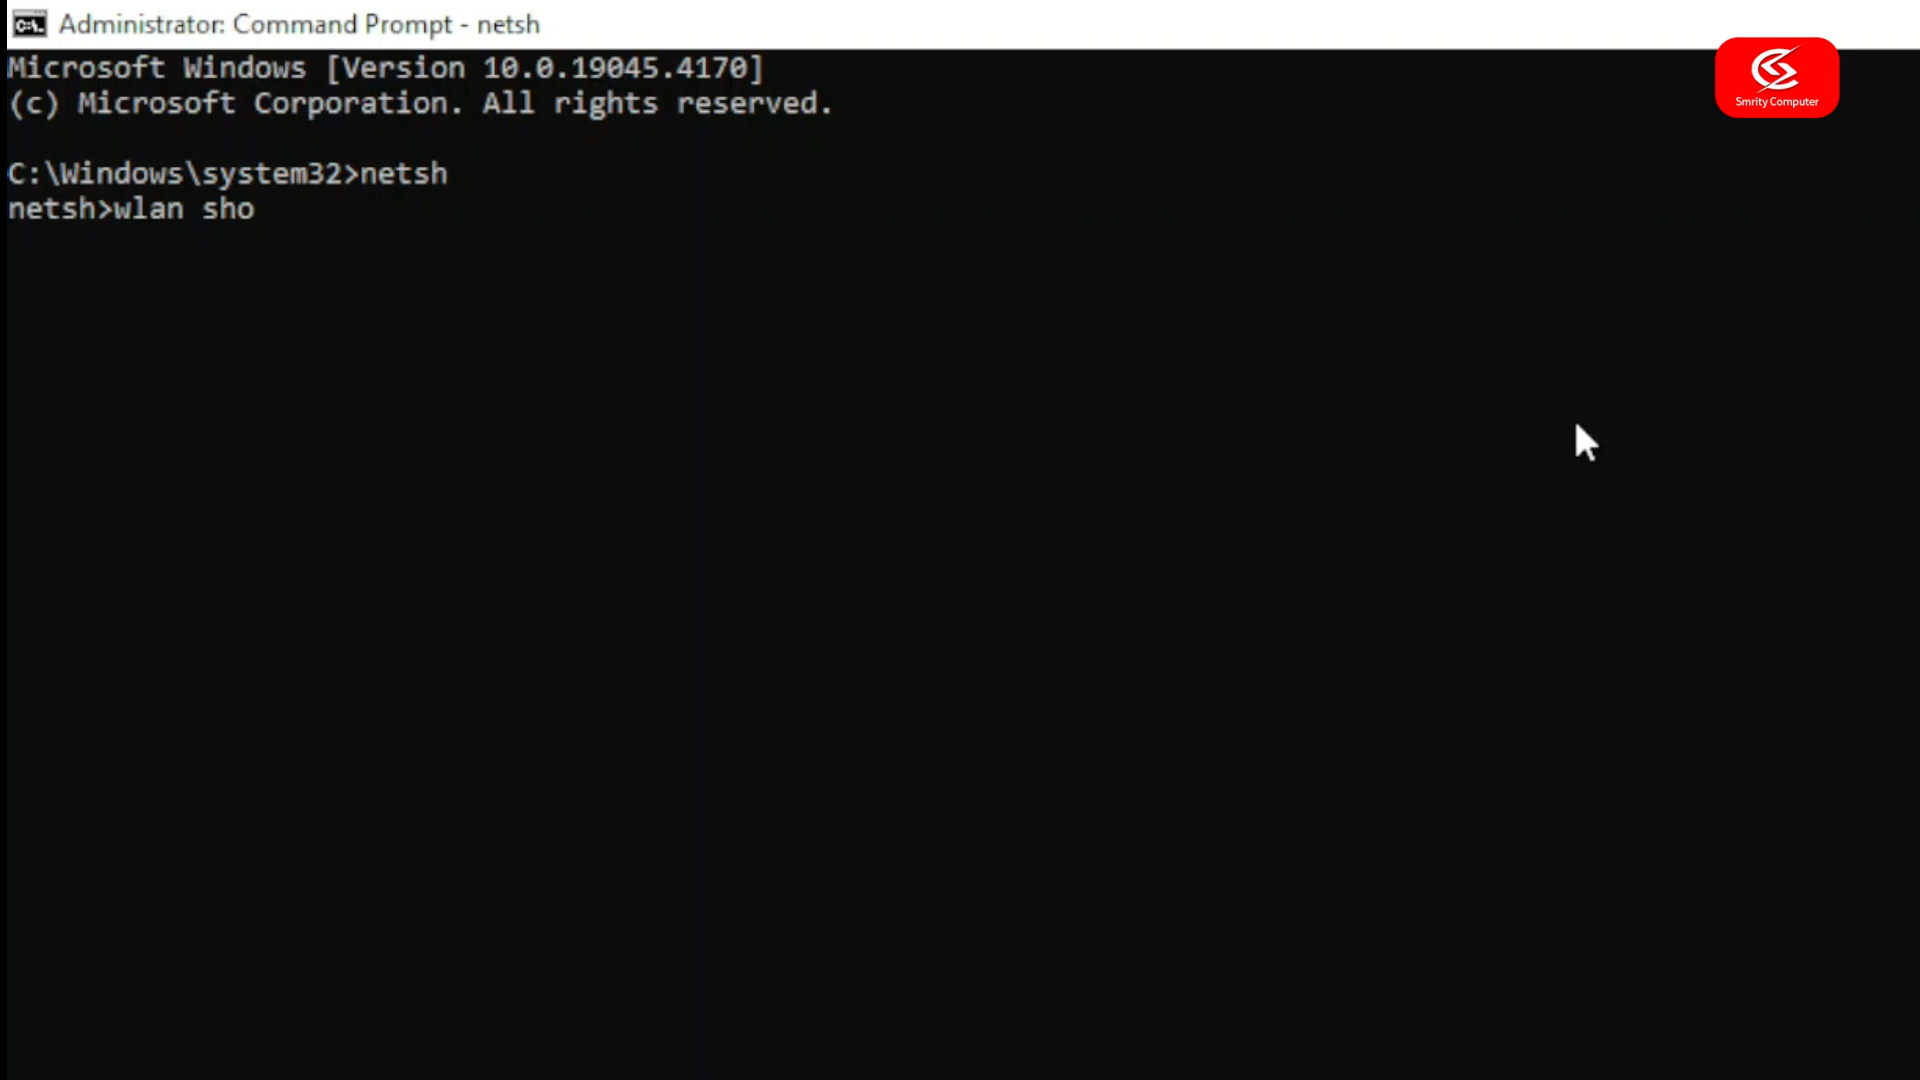 Administrator: Command Prompt - netsh
Microsoft Windows [Version 10.0.19045.4170]
(c) Microsoft Corporation. All rights reserved.
C:\Windows\system32>netsh
netsh>wlan sho
Smrity Computer